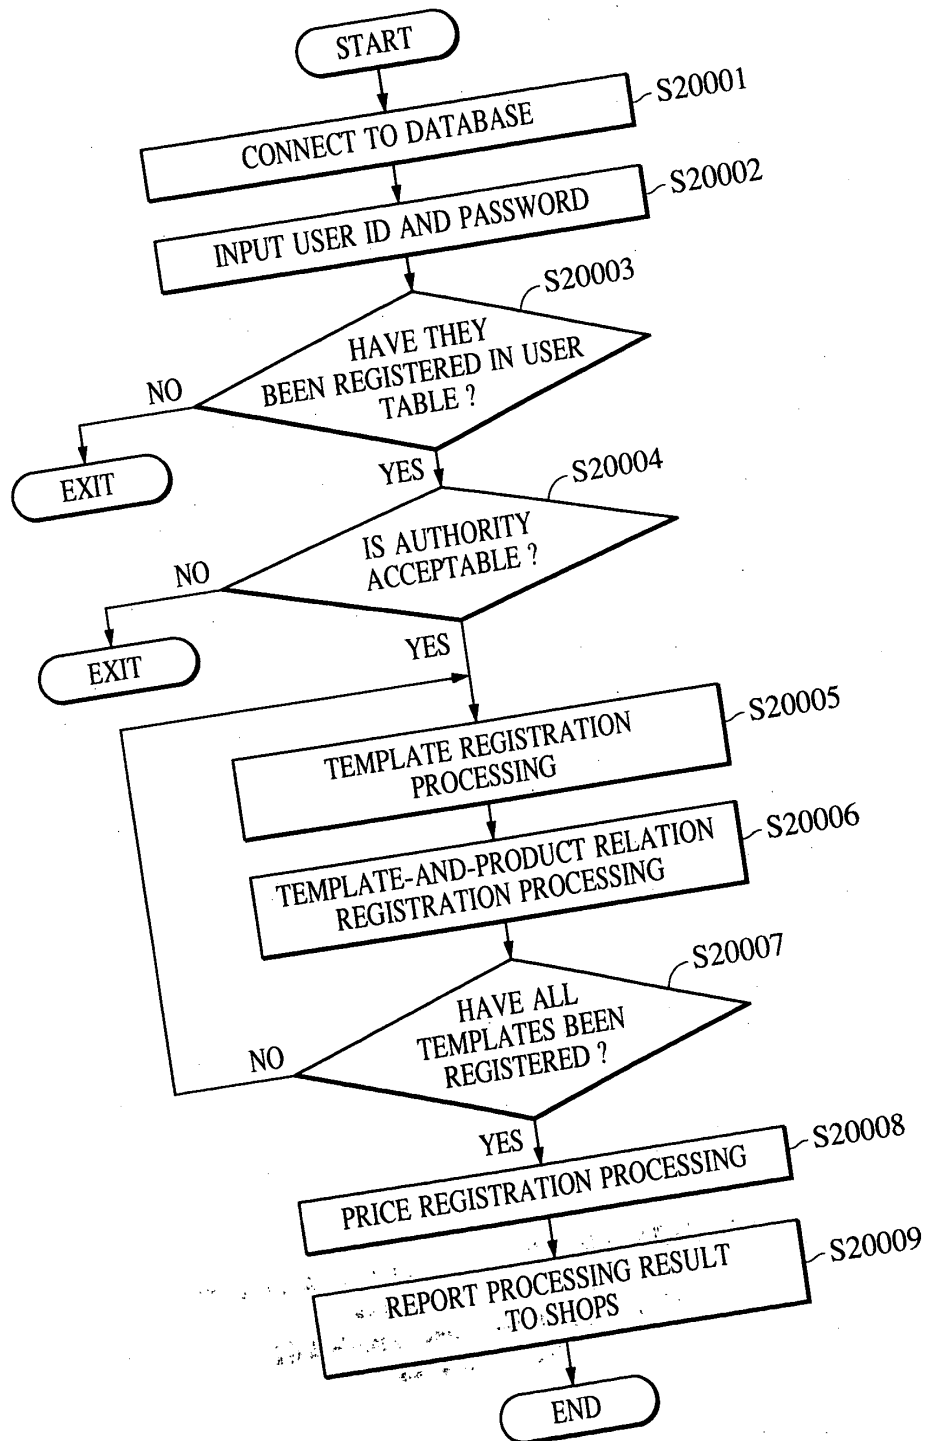 START
S20001
CONNECT TO DATABASE
S20002
INPUT USER ID AND PASSWORD
S20003
HAVE THEY
BEEN REGISTERED IN USER
TABLE ?
NO
EXIT
YES
S20004
IS AUTHORITY
ACCEPTABLE ?
NO
EXIT
YES
S20005
TEMPLATE REGISTRATION
PROCESSING
S20006
TEMPLATE-AND-PRODUCT RELATION
REGISTRATION PROCESSING
S20007
HAVE ALL
TEMPLATES BEEN
REGISTERED ?
NO
YES
S20008
PRICE REGISTRATION PROCESSING
S20009
REPORT PROCESSING RESULT
TO SHOPS
END